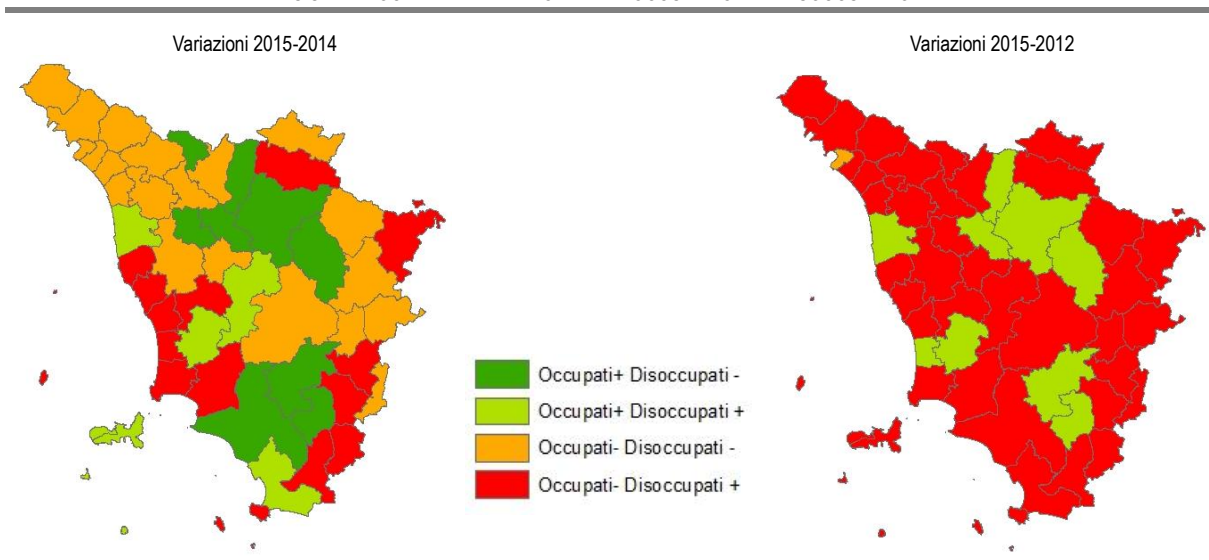 Variazioni 2015-2014
Variazioni 2015-2012
Occupati+ Disoccupati -
Occupati+ Disoccupati +
Occupati- Disoccupati -
Occupati- Disoccupati +